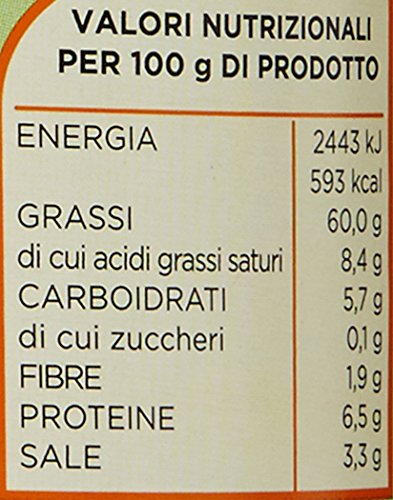 VALORI NUTRIZIONALI
PER 100 g DI PRODOTTO
ENERGIA 2443 kJ
593 kcal
GRASSI 60,0 g
di cui acidi grassi saturi 8,4 g
CARBOIDRATI 5,7 g
di cui zuccheri 0,1 g
FIBRE 1,9 g
PROTEINE 6,5 g
SALE 3,3 g